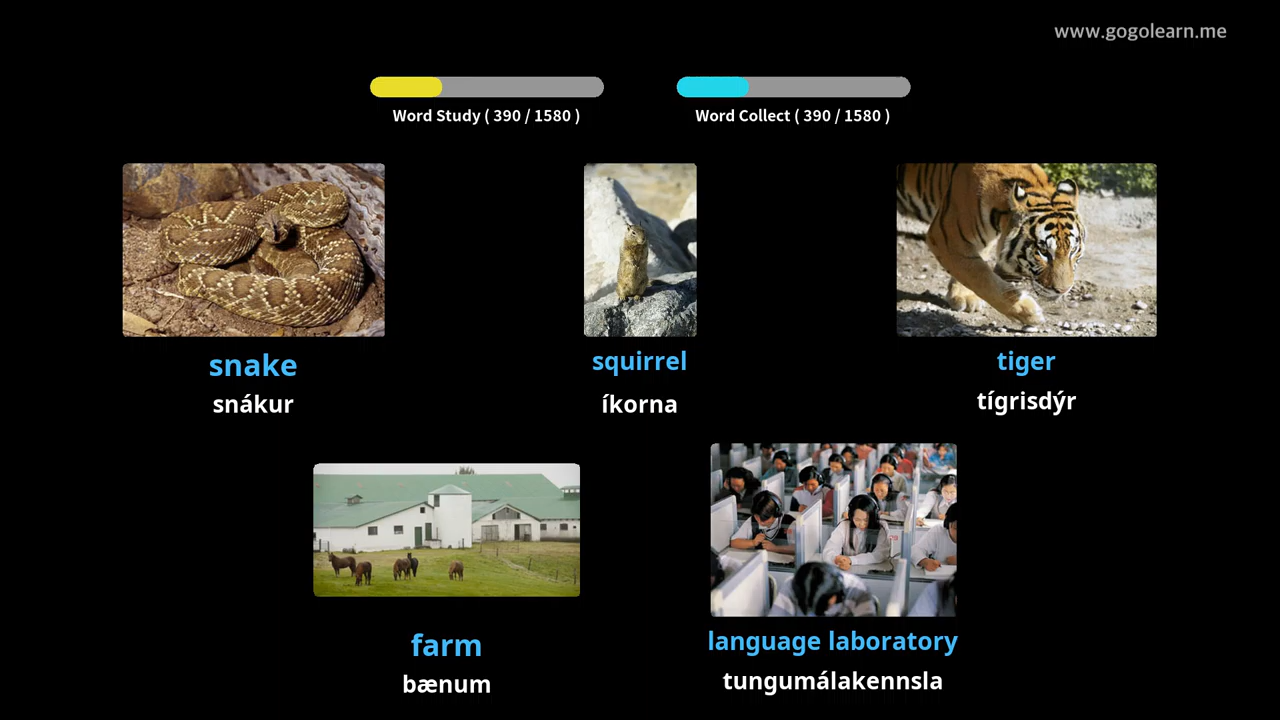 www.gogolearn.me
Word Study ( 390 / 1580 )
Word Collect ( 390 / 1580 )
snake
snákur
squirrel
íkorna
tiger
tígrisdýr
farm
bænum
language laboratory
tungumálakennsla